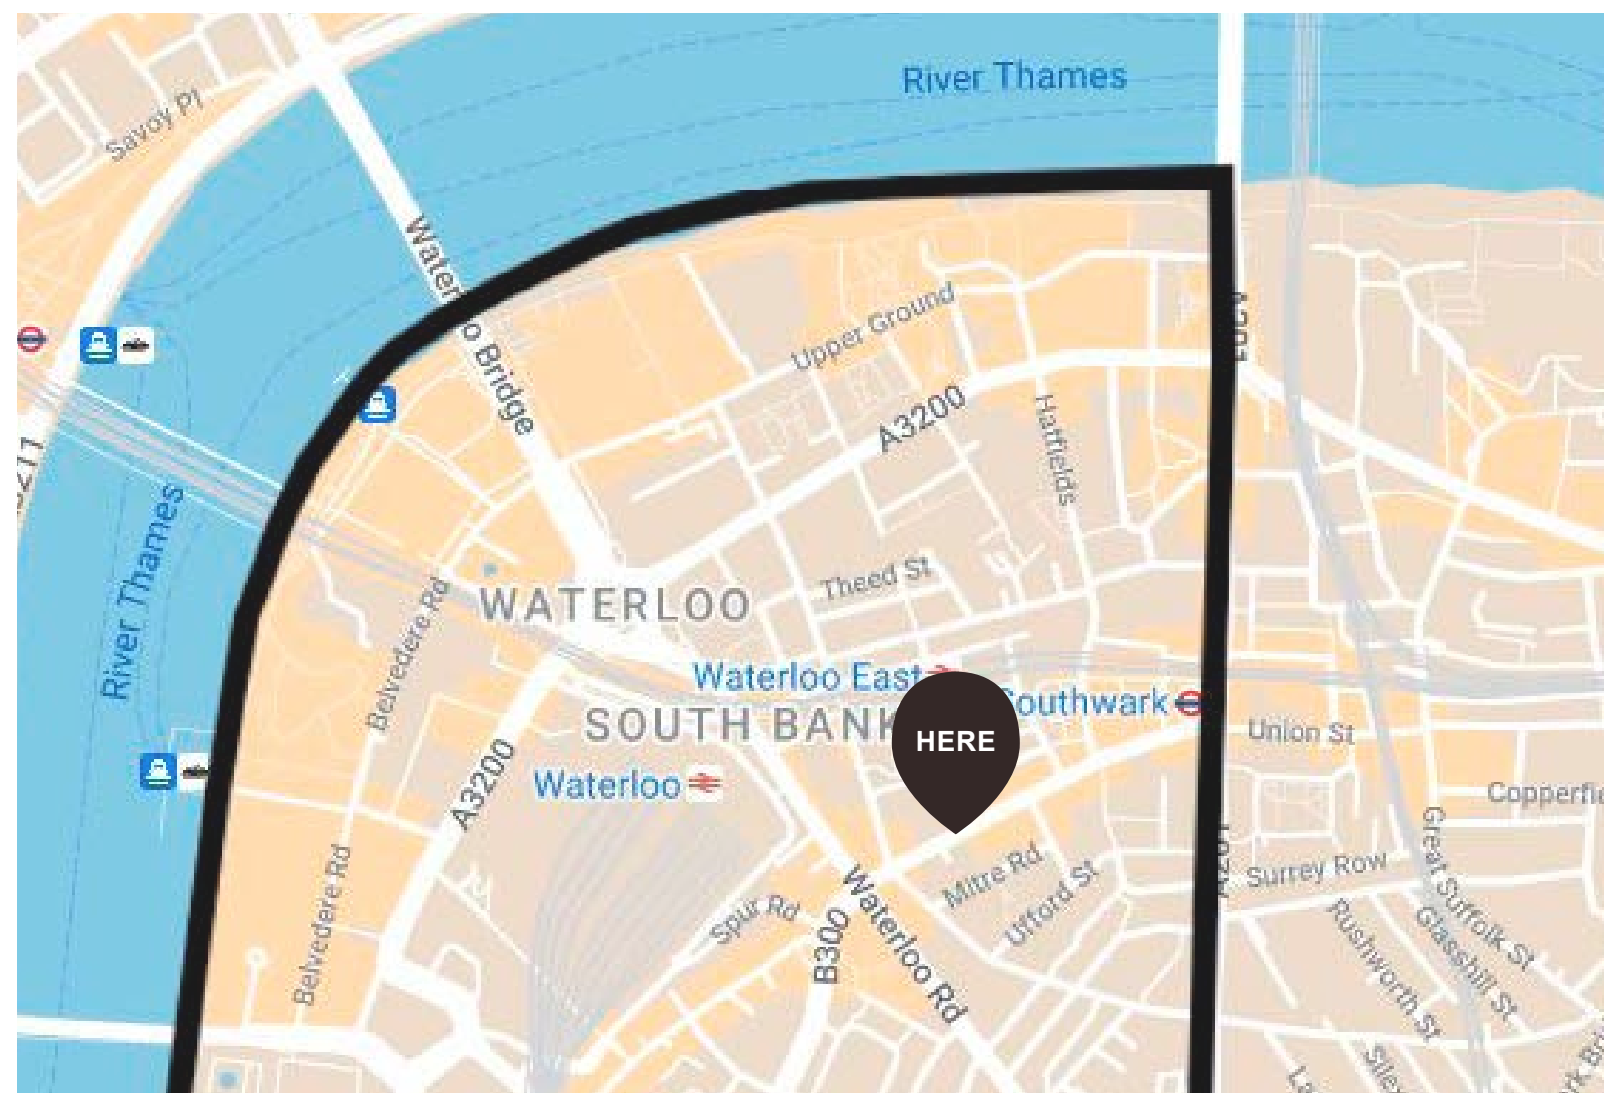 River Thames
Savoy Pl
Waterloo Bridge
Upper Ground
A3200
Hatfields
River Thames
Theed St
WATERLOO
Belvedere Rd
Waterloo East
SOUTH BANK
Southwark
HERE
Union St
Waterloo
A3200
Copperfie
Great Suffolk St
Surrey Row
Mitre Rd
Ufford St
Spur Rd
B300
Waterloo Rd
Belvedere Rd
Rushworth St
Glasshill St
Silex